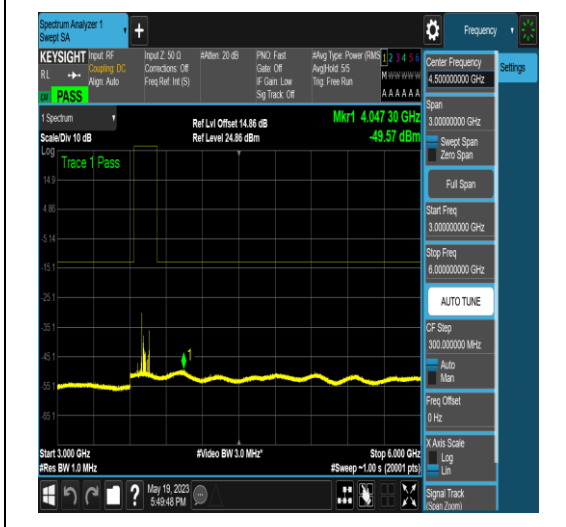 Spectrum Analyzer 1
Swept SA
Frequency
KEYSIGHT
RL
PASS
Input: RF
Coupling: DC
Align: Auto
Input Z: 50 Ω
Corrections: Off
Freq Ref: Int (S)
#Atten: 20 dB
PNO: Fast
Gate: Off
IF Gain: Low
Sig Track: Off
#Avg Type: Power (RMS
Avg|Hold: 5/5
Trig: Free Run
1 2 3 4 5 6
M W W W W W
A A A A A A
1 Spectrum
Scale/Div 10 dB
Log
Ref Lvl Offset 14.86 dB
Ref Level 24.86 dBm
Mkr1 4.047 30 GHz
-49.57 dBm
Trace 1 Pass
14.9
4.86
-5.14
-15.1
-25.1
-35.1
-45.1
-55.1
-65.1
1
Start 3.000 GHz
#Res BW 1.0 MHz
#Video BW 3.0 MHz*
Stop 6.000 GHz
#Sweep ~1.00 s (20001 pts)
May 19, 2023
5:49:48 PM
?
Center Frequency
4.500000000 GHz
Settings
Span
3.00000000 GHz
Swept Span
Zero Span
Full Span
Start Freq
3.000000000 GHz
Stop Freq
6.000000000 GHz
AUTO TUNE
CF Step
300.000000 MHz
Auto
Man
Freq Offset
0 Hz
X Axis Scale
Log
Lin
Signal Track
(Span Zoom)